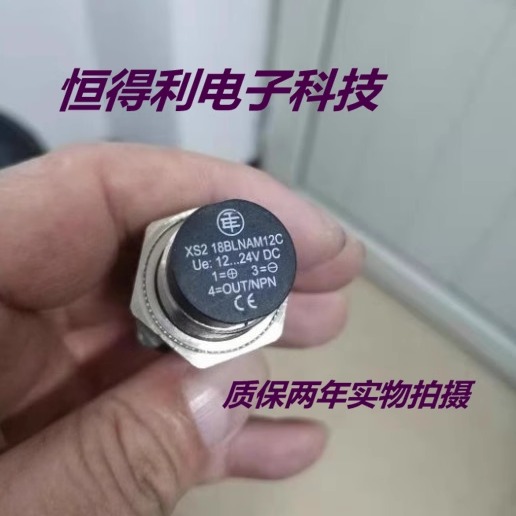 恒得利电子科技
XS2 18BLNAM12C
Ue: 12...24V DC
1=⊕ 3=⊖
4=OUT/NPN
CE
质保两年实物拍摄